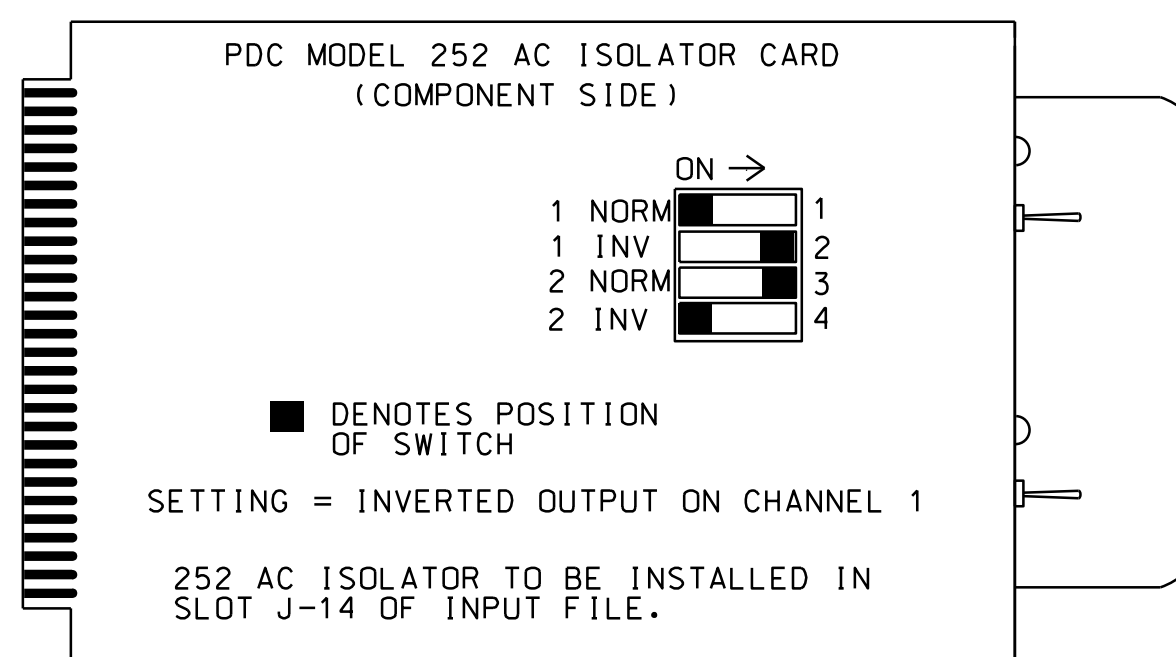 PDC MODEL 252 AC ISOLATOR CARD
(COMPONENT SIDE)
ON →
1 NORM 1
1 INV 2
2 NORM 3
2 INV 4
DENOTES POSITION
OF SWITCH
SETTING = INVERTED OUTPUT ON CHANNEL 1
252 AC ISOLATOR TO BE INSTALLED IN
SLOT J-14 OF INPUT FILE.